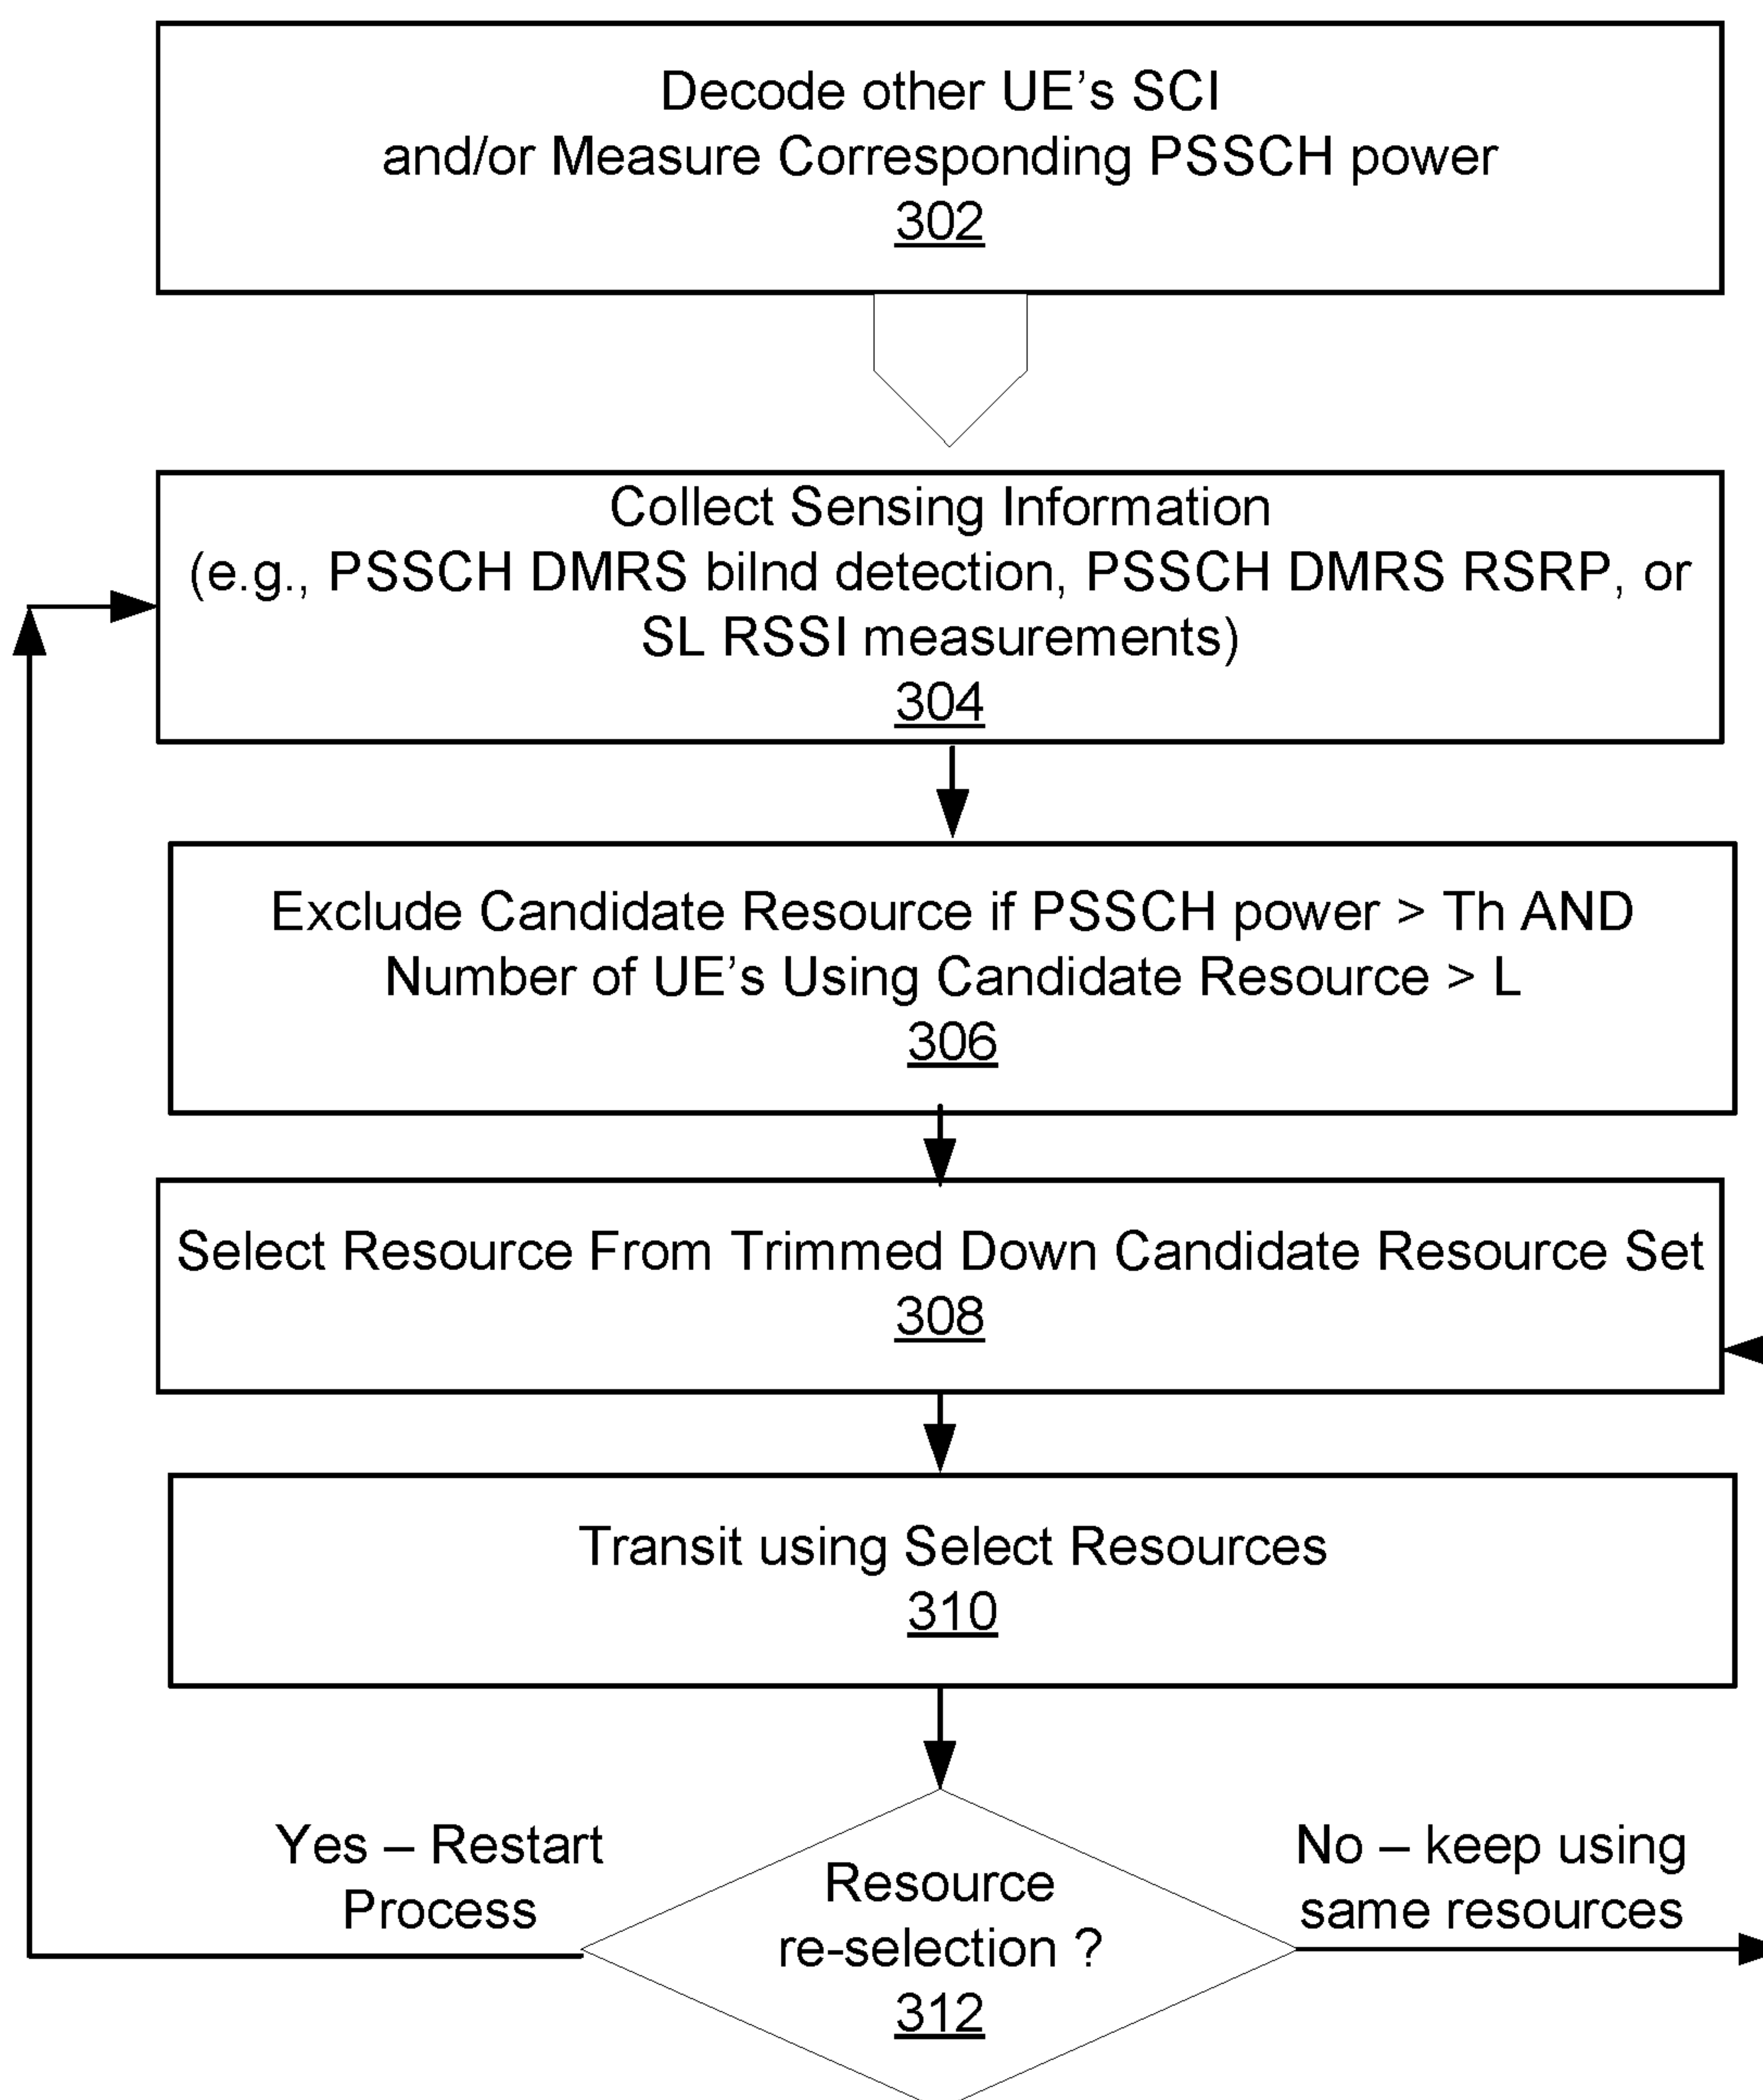 Decode other UE's SCI
and/or Measure Corresponding PSSCH power
302
Collect Sensing Information
(e.g., PSSCH DMRS bilnd detection, PSSCH DMRS RSRP, or
SL RSSI measurements)
304
Exclude Candidate Resource if PSSCH power > Th AND
Number of UE's Using Candidate Resource > L
306
Select Resource From Trimmed Down Candidate Resource Set
308
Transit using Select Resources
310
Yes – Restart
Process
Resource
re-selection ?
312
No – keep using
same resources